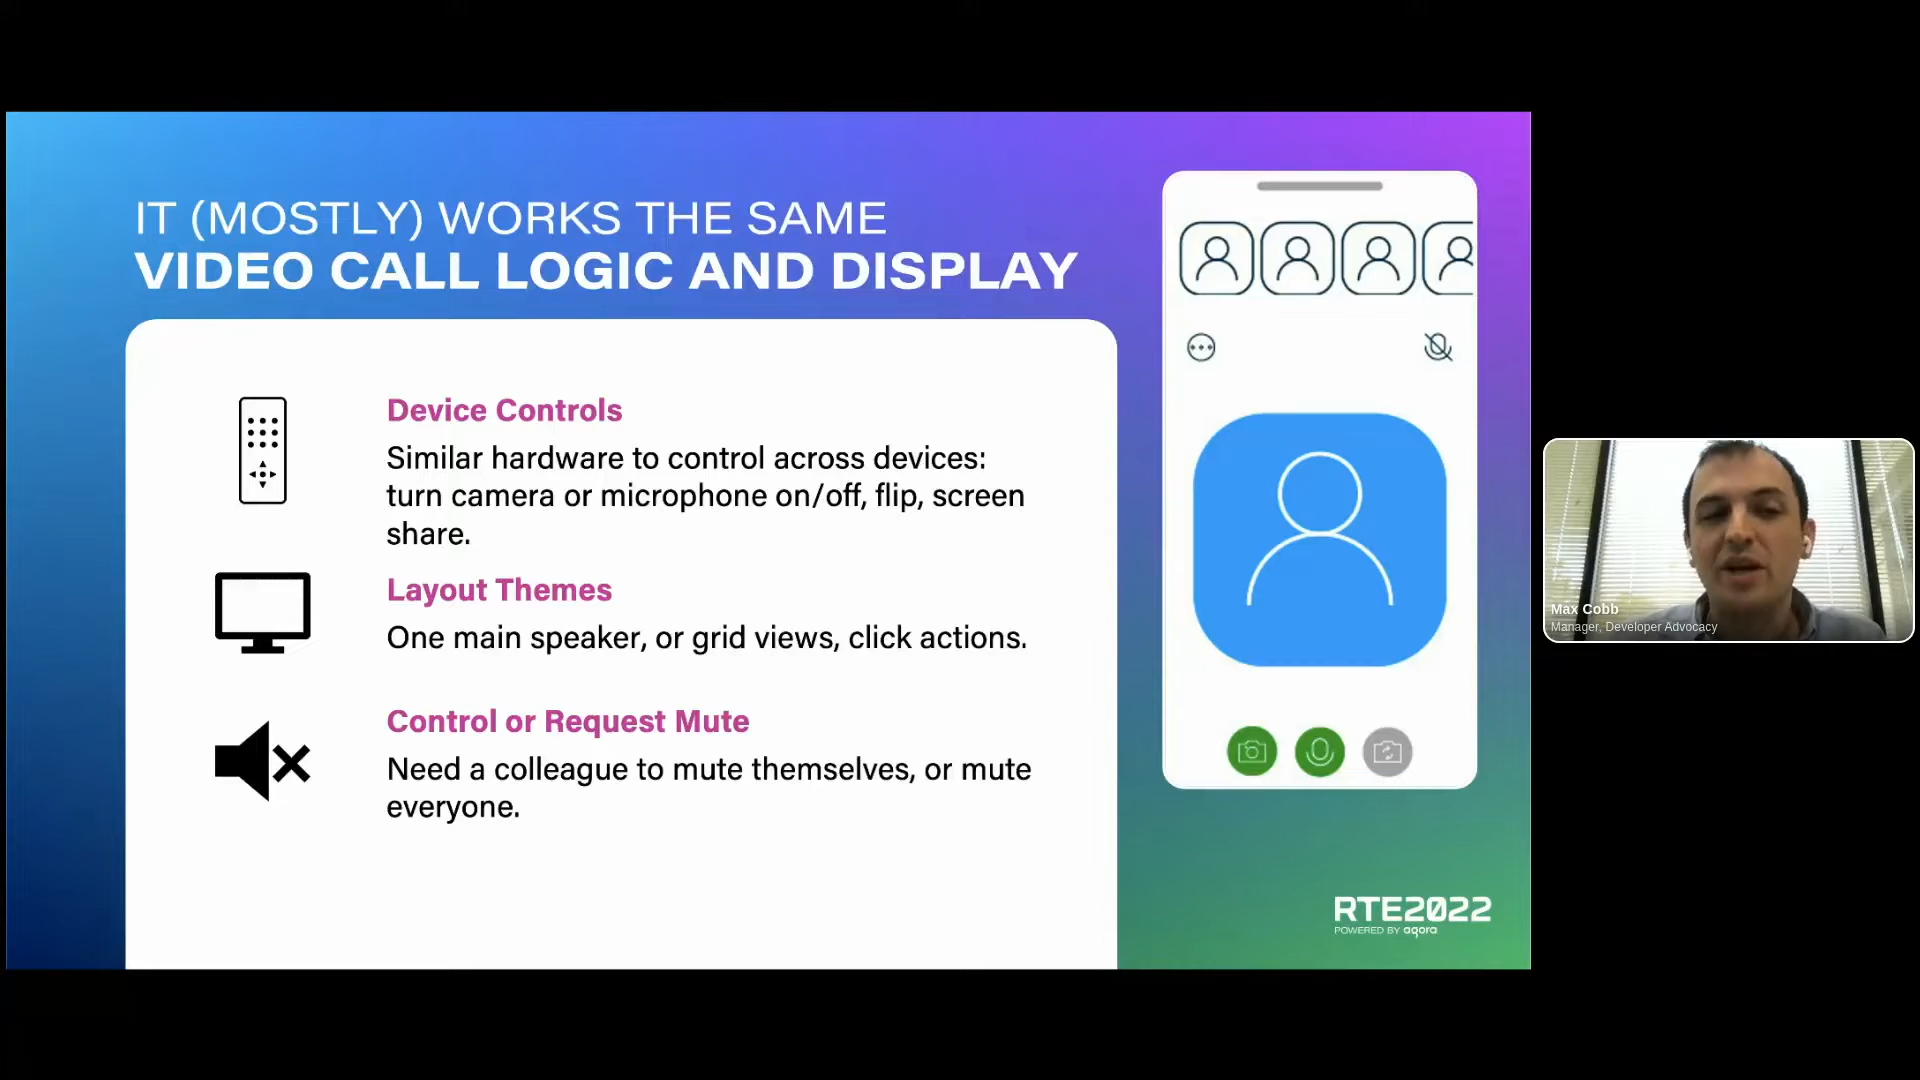 IT (MOSTLY) WORKS THE SAME
VIDEO CALL LOGIC AND DISPLAY
Device Controls
Similar hardware to control across devices:
turn camera or microphone on/off, flip, screen
share.
Layout Themes
One main speaker, or grid views, click actions.
Control or Request Mute
Need a colleague to mute themselves, or mute
everyone.
RTE2022
POWERED BY agora
Max Cobb
Manager, Developer Advocacy